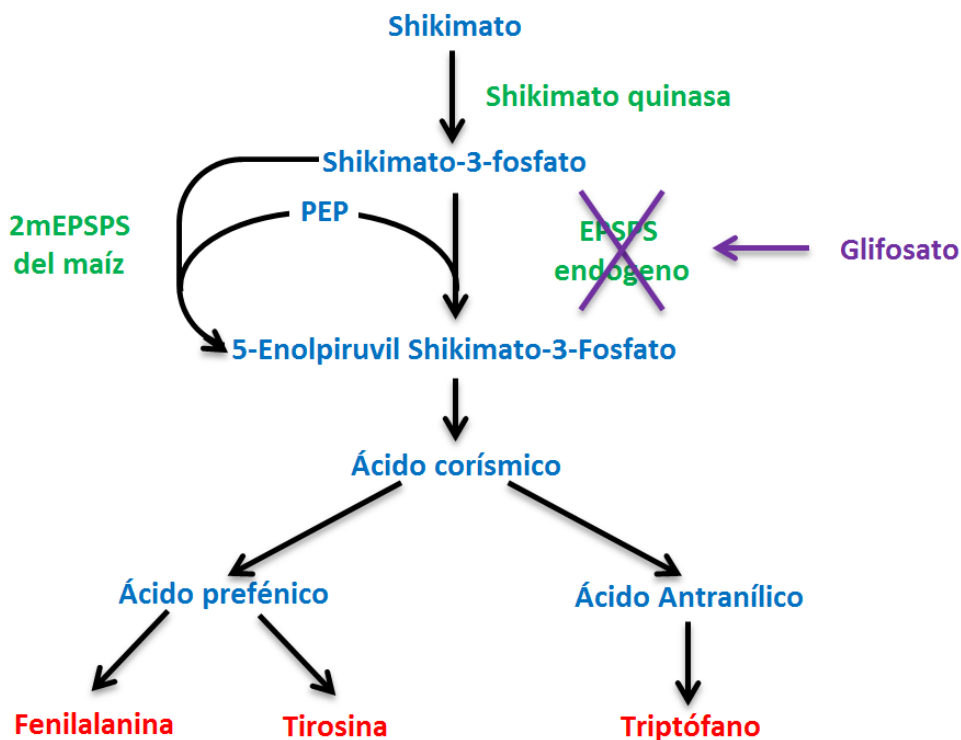 Shikimato
Shikimato quinasa
Shikimato-3-fosfato
PEP
2mEPSPS
del maíz
EPSPS
endógeno
Glifosato
5-Enolpiruvil Shikimato-3-Fosfato
Ácido corísmico
Ácido prefénico
Ácido Antranílico
Fenilalanina
Tirosina
Triptófano